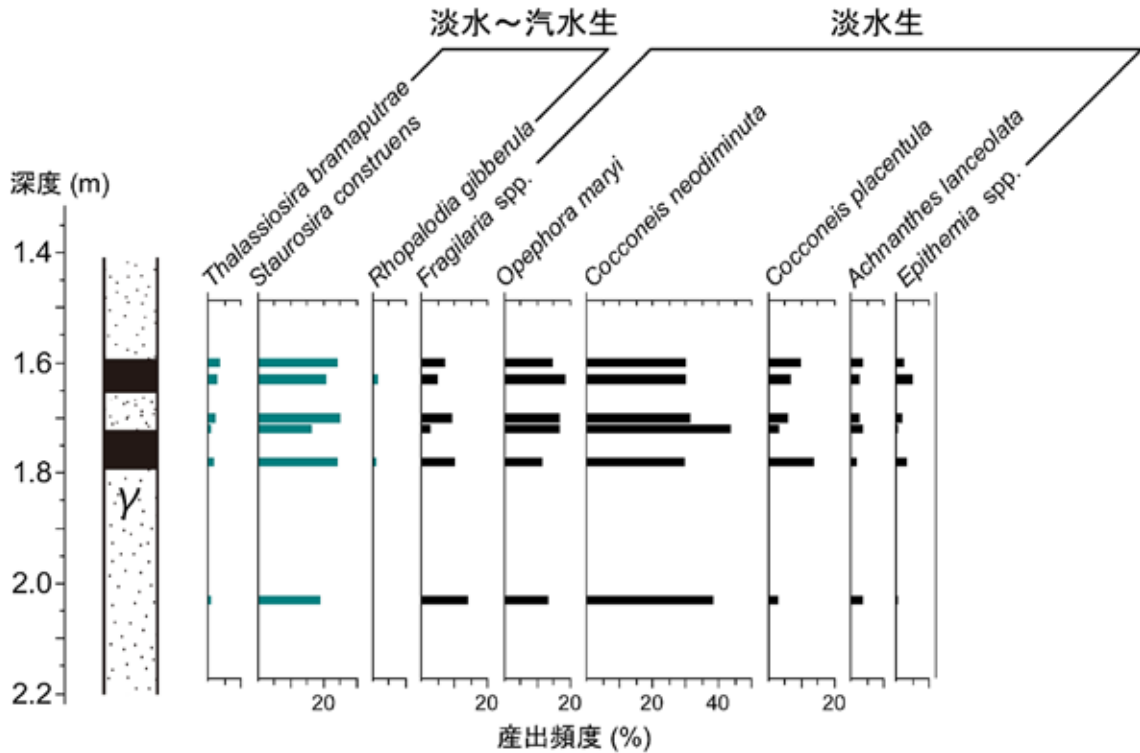 淡水～汽水生
淡水生
深度 (m)
Thalassiosira bramaputrae
Staurosira construens
Rhopalodia gibberula
Fragilaria spp.
Opephora maryi
Cocconeis neodiminuta
Cocconeis placentula
Achnanthes lanceolata
Epithemia spp.
1.4
1.6
1.8
2.0
2.2
γ
20
20
20
20
40
20
産出頻度 (%)